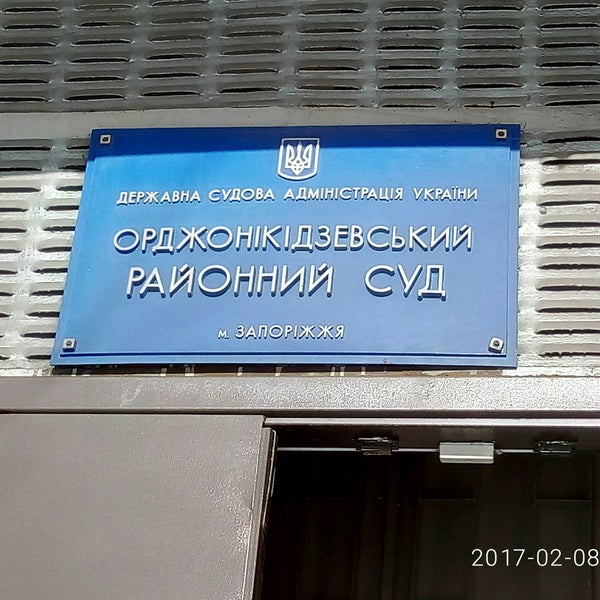 ДЕРЖАВНА СУДОВА АДМІНІСТРАЦІЯ УКРАЇНИ
ОРДЖОНІКІДЗЕВСЬКИЙ
РАЙОННИЙ СУД
м. ЗАПОРІЖЖЯ
2017-02-08